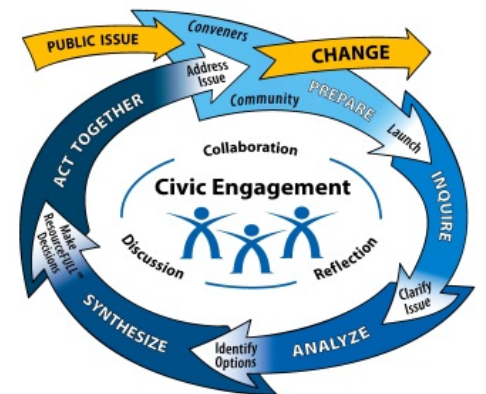 PUBLIC ISSUE
Conveners
CHANGE
Address
Issue
Community
PREPARE
Launch
ACT TOGETHER
Collaboration
Civic Engagement
INQUIRE
Discussion
Reflection
Make
ResourceFULL™
Decisions
Clarify
Issue
SYNTHESIZE
Identify
Options
ANALYZE